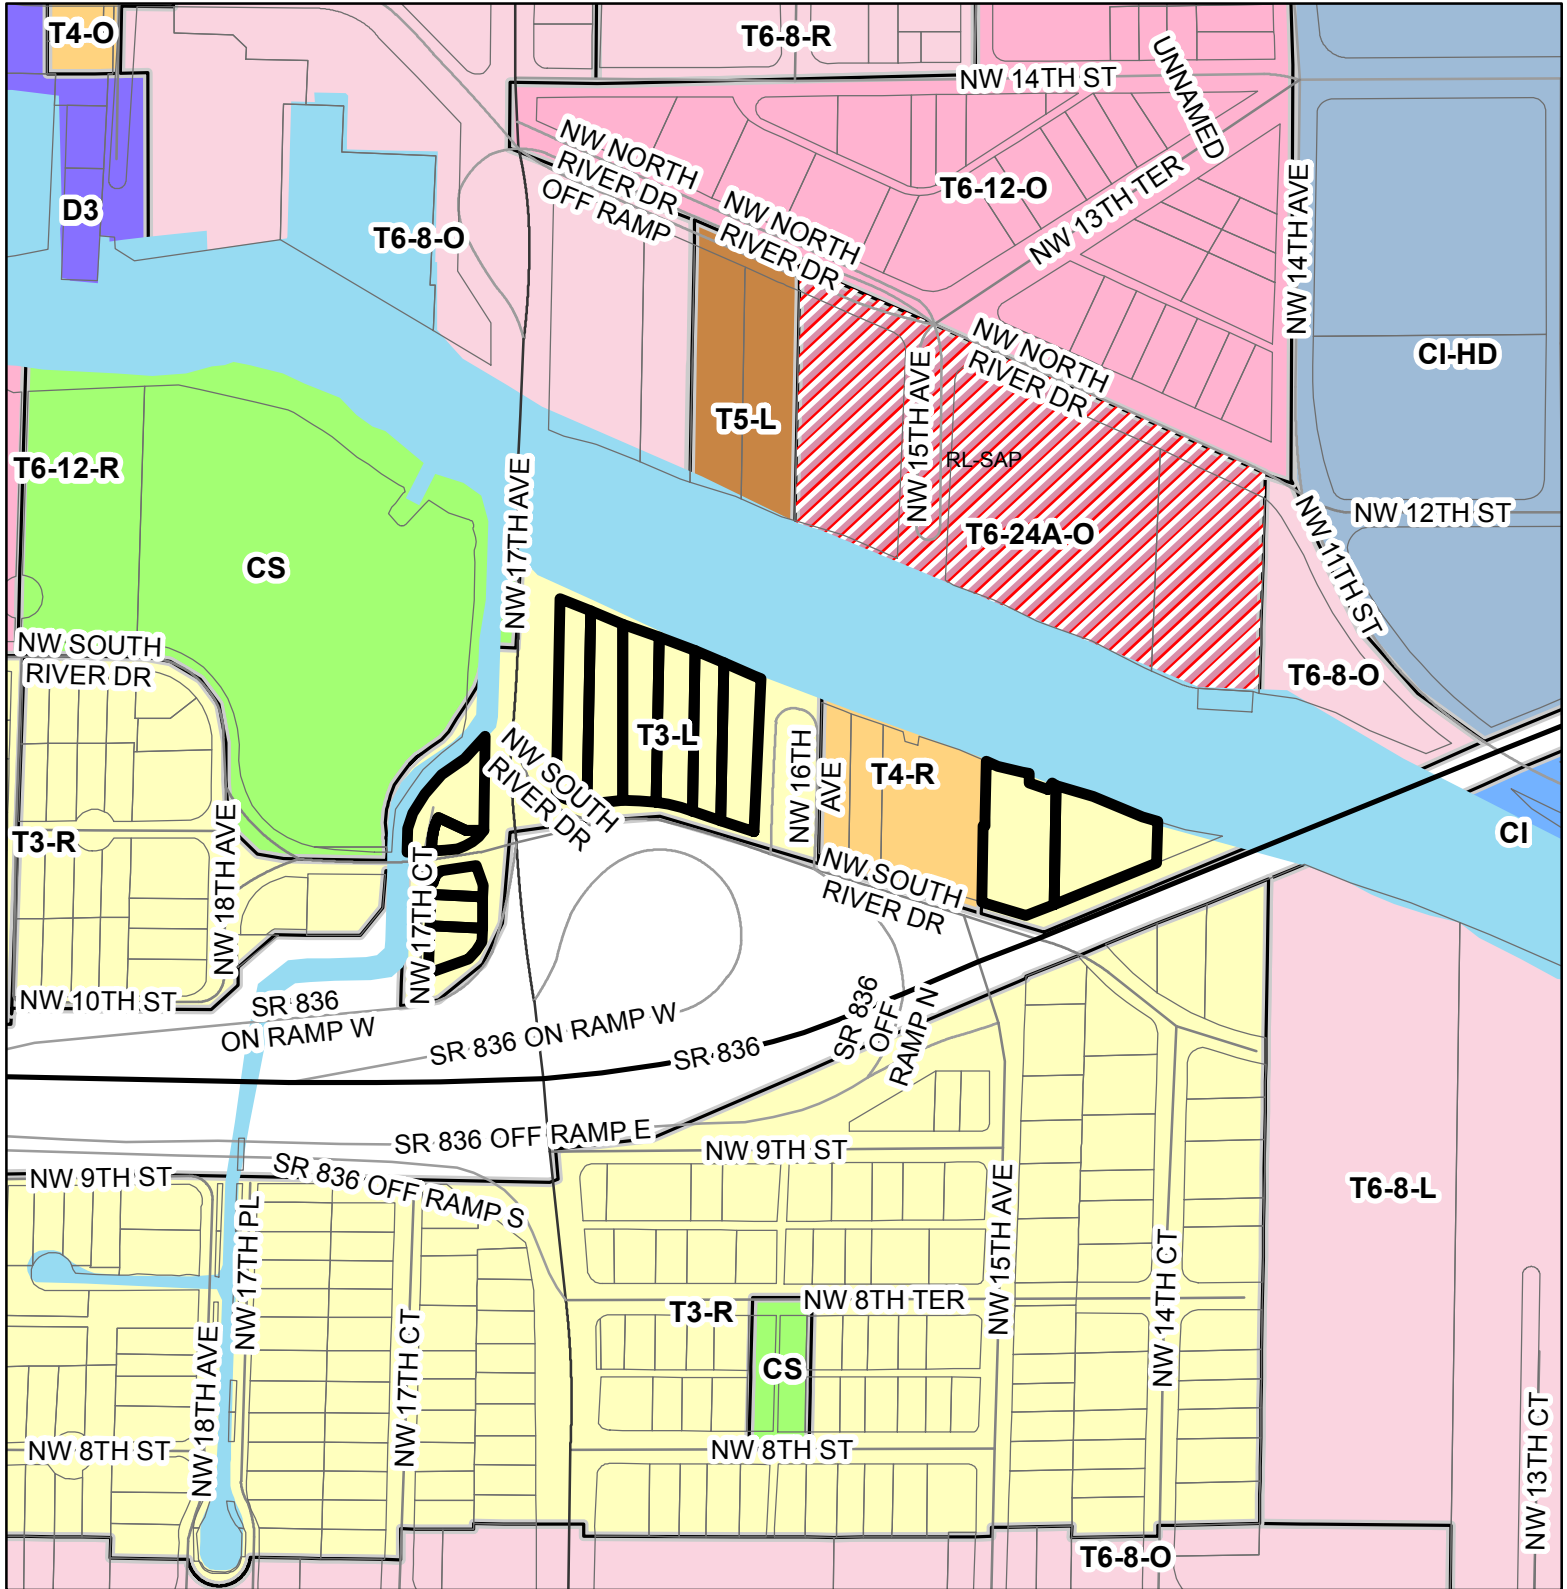 T4-O
T6-8-R
NW 14TH ST
UNNAMED
NW NORTH
RIVER DR
OFF RAMP
D3
T6-8-O
T6-12-O
NW 13TH TER
NW 14TH AVE
NW NORTH
RIVER DR
NW NORTH
RIVER DR
CI-HD
T5-L
NW 15TH AVE
RL-SAP
T6-12-R
NW 17TH AVE
T6-24A-O
NW 12TH ST
NW 11TH ST
CS
NW SOUTH
RIVER DR
T6-8-O
T3-L
NW SOUTH
RIVER DR
NW 16TH
AVE
T4-R
CI
T3-R
NW 18TH AVE
NW 17TH CT
NW SOUTH
RIVER DR
NW 10TH ST
SR 836
ON RAMP W
SR 836 ON RAMP W
SR 836
SR 836
OFF
RAMP N
SR 836 OFF RAMP E
NW 9TH ST
NW 9TH ST
SR 836 OFF RAMP S
NW 17TH PL
NW 15TH AVE
T6-8-L
NW 14TH CT
T3-R
NW 8TH TER
NW 17TH CT
NW 18TH AVE
CS
NW 8TH ST
NW 8TH ST
NW 13TH CT
T6-8-O